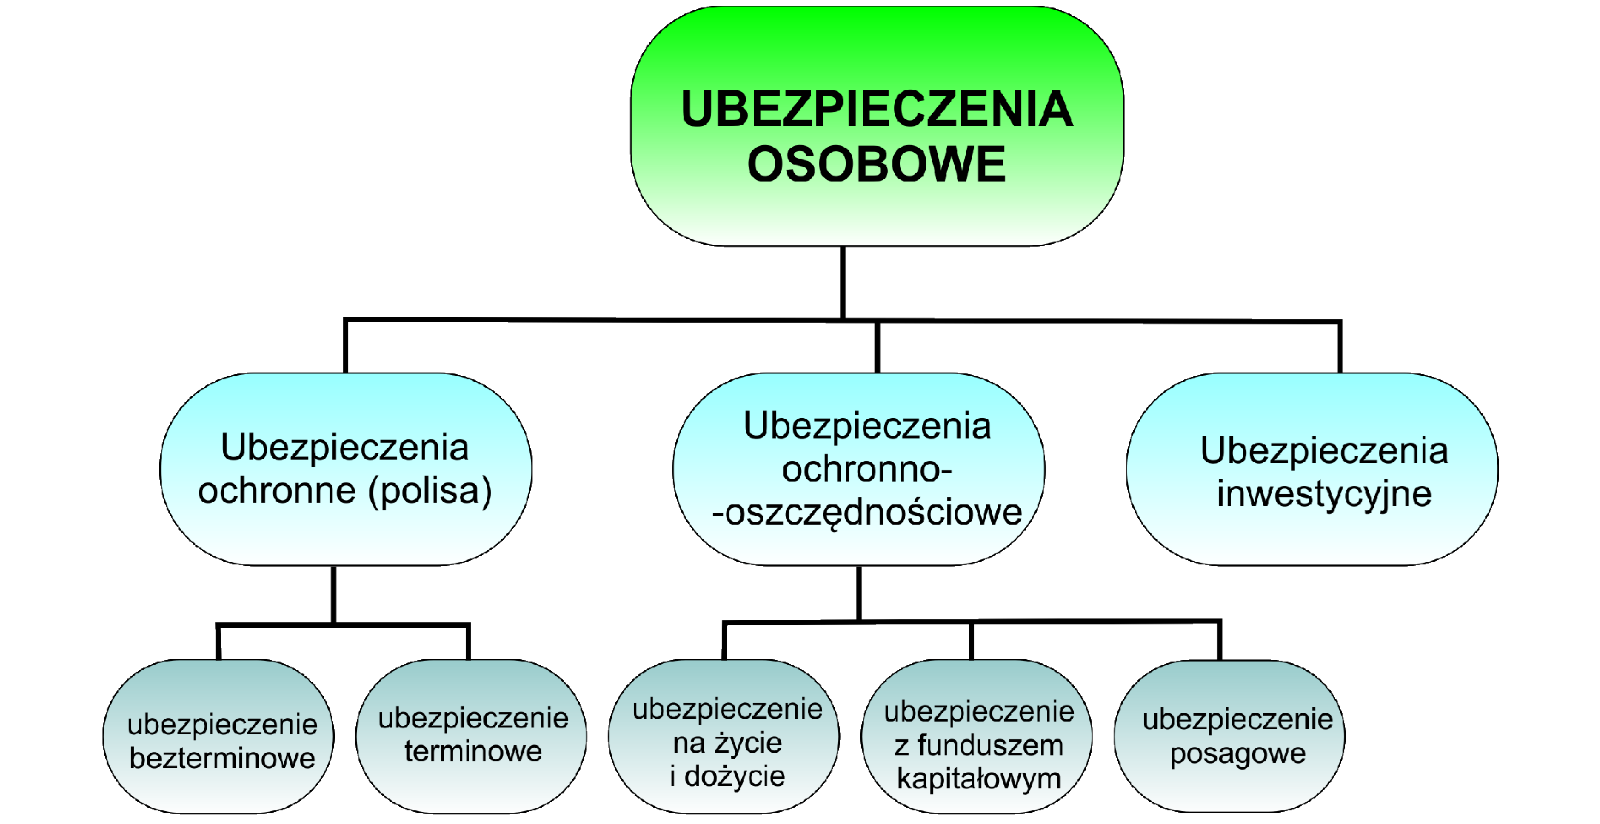 UBEZPIECZENIA
OSOBOWE
Ubezpieczenia
ochronne (polisa)
Ubezpieczenia
ochronno-
-oszczędnościowe
Ubezpieczenia
inwestycyjne
ubezpieczenie
bezterminowe
ubezpieczenie
terminowe
ubezpieczenie
na życie
i dożycie
ubezpieczenie
z funduszem
kapitałowym
ubezpieczenie
posagowe